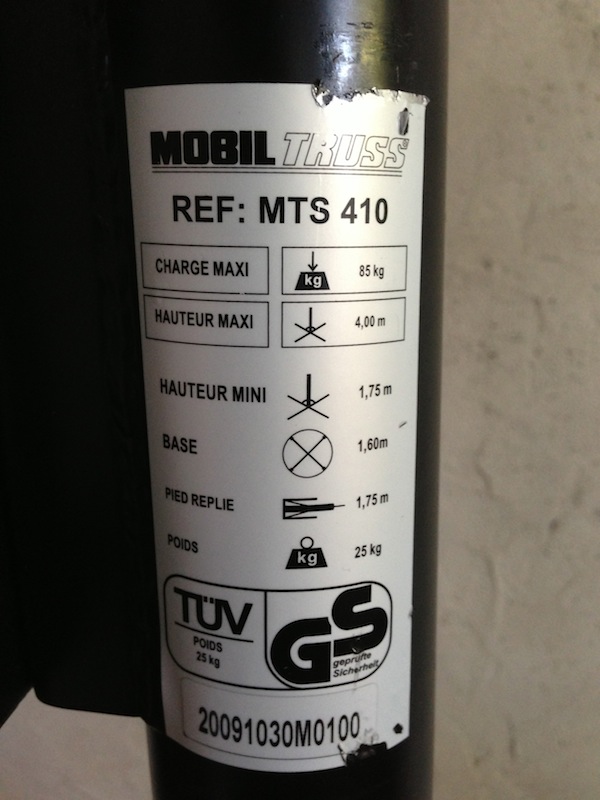 MOBIL TRUSS
REF: MTS 410
CHARGE MAXI kg 85 kg
HAUTEUR MAXI 4,00 m
HAUTEUR MINI 1,75 m
BASE 1,60m
PIED REPLIE 1,75 m
POIDS kg 25 kg
TÜV
POIDS
25 kg
GS
geprüfte
Sicherheit
20091030M0100